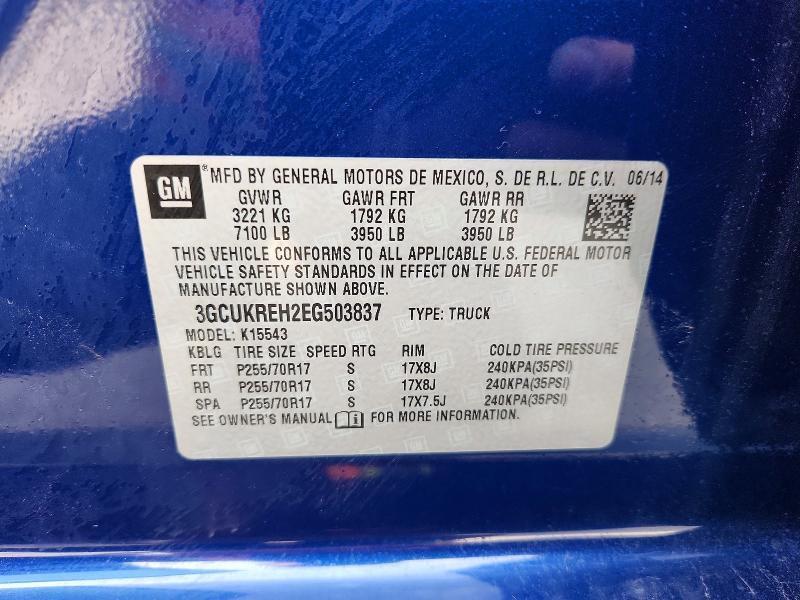 GM® MFD BY GENERAL MOTORS DE MEXICO, S. DE R.L. DE C.V. 06/14
GVWR GAWR FRT GAWR RR
3221 KG 1792 KG 1792 KG
7100 LB 3950 LB 3950 LB
THIS VEHICLE CONFORMS TO ALL APPLICABLE U.S. FEDERAL MOTOR
VEHICLE SAFETY STANDARDS IN EFFECT ON THE DATE OF
MANUFACTURE SHOWN ABOVE.
3GCUKREH2EG503837 TYPE: TRUCK
MODEL: K15543
KBLG TIRE SIZE SPEED RTG RIM COLD TIRE PRESSURE
FRT P255/70R17 S 17X8J 240KPA(35PSI)
RR P255/70R17 S 17X8J 240KPA(35PSI)
SPA P255/70R17 S 17X7.5J 240KPA(35PSI)
SEE OWNER'S MANUAL FOR MORE INFORMATION.